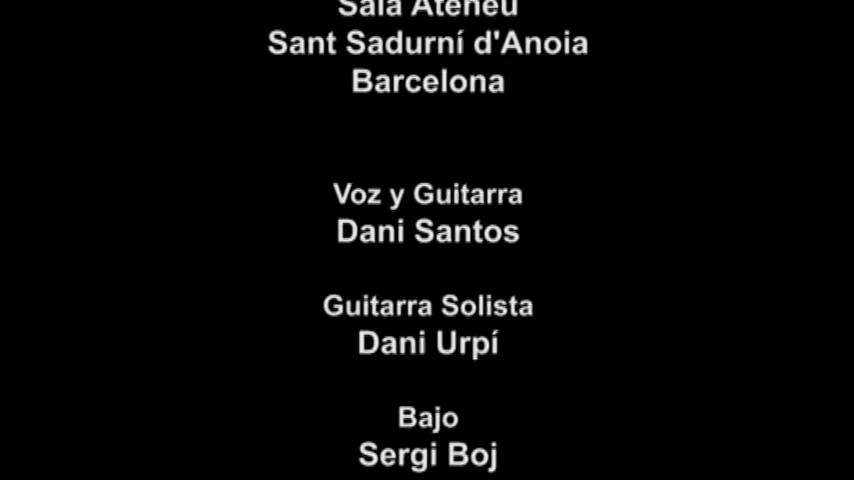 Sala Ateneu
Sant Sadurní d'Anoia
Barcelona
Voz y Guitarra
Dani Santos
Guitarra Solista
Dani Urpí
Bajo
Sergi Boj